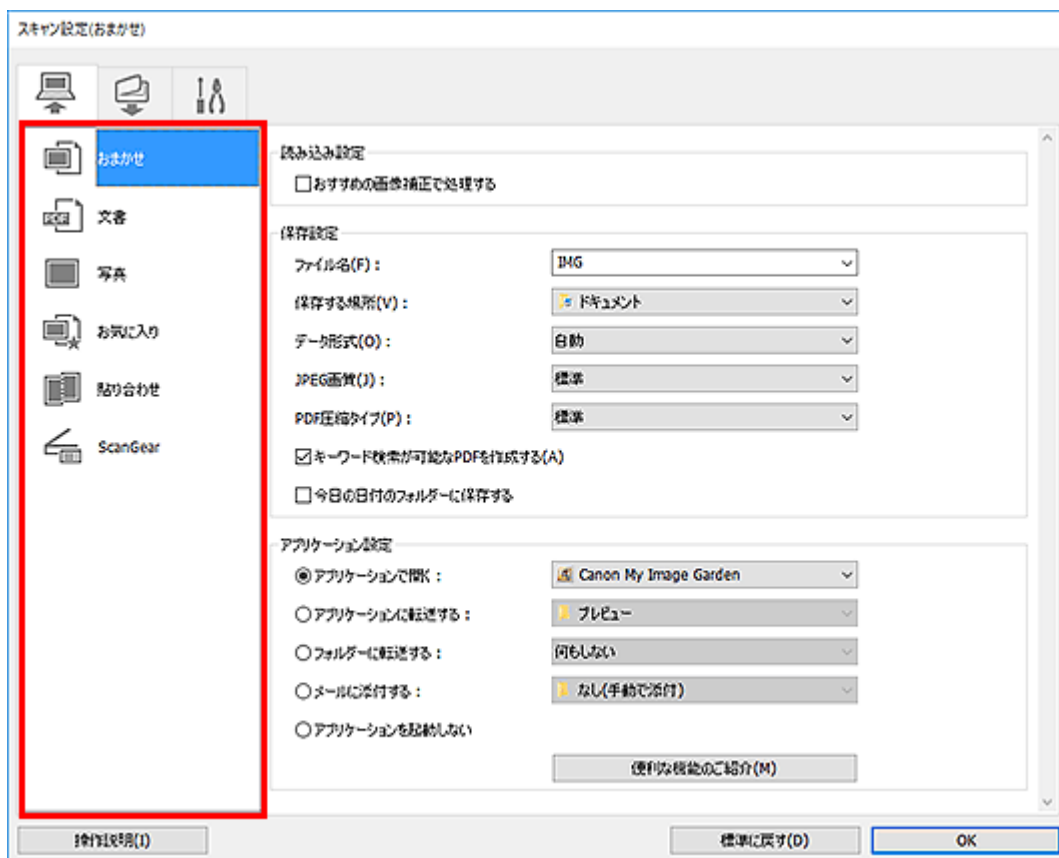 スキャン設定(おまかせ)
おまかせ
文書
写真
お気に入り
貼り合わせ
ScanGear
読み込み設定
おすすめの画像補正で処理する
保存設定
ファイル名(F)：
IMG
保存する場所(V)：
ドキュメント
データ形式(O)：
自動
JPEG画質(J)：
標準
PDF圧縮タイプ(P)：
標準
キーワード検索が可能なPDFを作成する(A)
今日の日付のフォルダーに保存する
アプリケーション設定
アプリケーションで開く：
Canon My Image Garden
アプリケーションに転送する：
プレビュー
フォルダーに転送する：
何もしない
メールに添付する：
なし(手動で添付)
アプリケーションを起動しない
便利な機能のご紹介(M)
操作説明(I)
標準に戻す(D)
OK